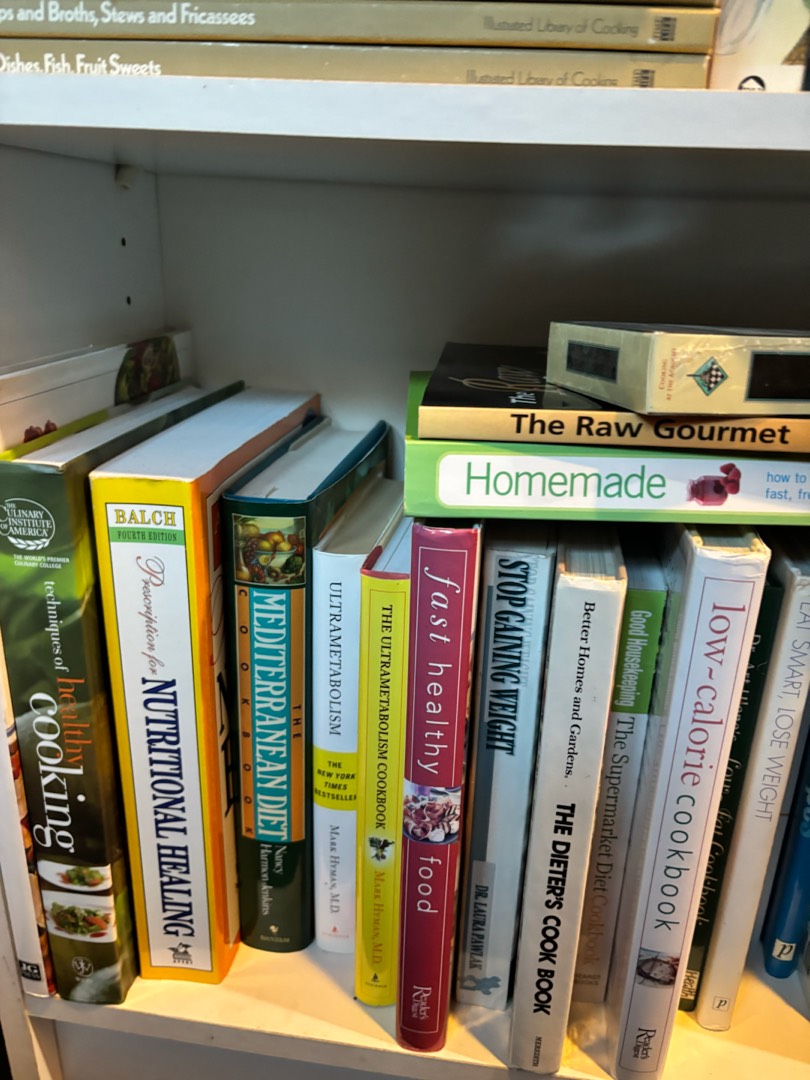 ps and Broths, Stews and Fricassees
Illustrated Library of Cooking
Dishes, Fish, Fruit Sweets
Illustrated Library of Cooking
The Raw Gourmet
Homemade
how to
fast, fr
THE
CULINARY
INSTITUTE
OF
AMERICA
THE WORLD'S PREMIER
CULINARY COLLEGE
techniques of
healthy
cooking
BALCH
FOURTH EDITION
Prescription for
NUTRITIONAL HEALING
THE
MEDITERRANEAN DIET
COOKBOOK
Nancy
Harmon Jenkins
ULTRAMETABOLISM
THE
NEW YORK
TIMES
BESTSELLER
MARK HYMAN, M.D.
THE ULTRAMETABOLISM COOKBOOK
MARK HYMAN, M.D.
fast healthy food
Reader's Digest
STOP GAINING WEIGHT
DR. LAURA PAWLAK
Better Homes and Gardens
THE DIETER'S COOK BOOK
MEREDITH
Good Housekeeping
The Supermarket Diet Cookbook
low-calorie cookbook
Reader's Digest
EAT SMART, LOSE WEIGHT
p
p